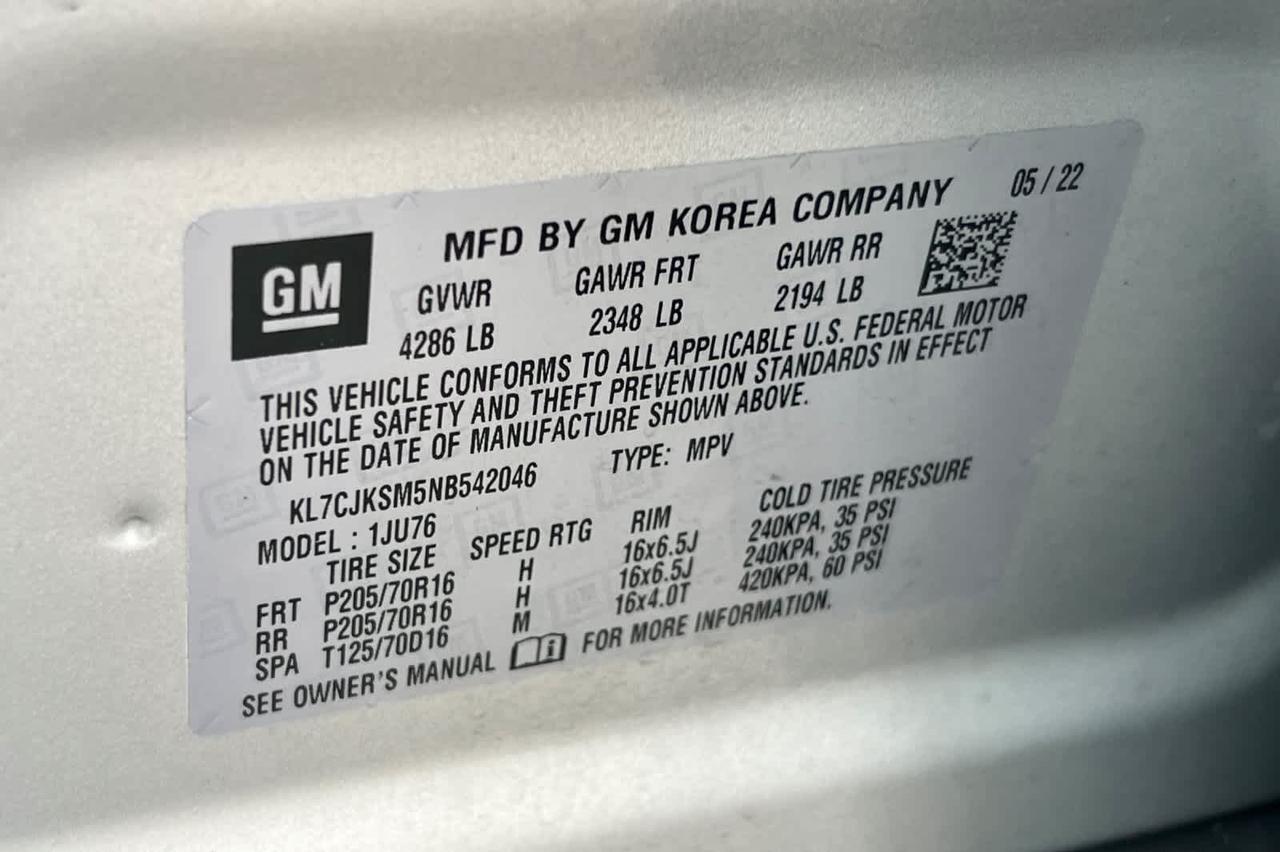 MFD BY GM KOREA COMPANY 05/22
GM
GVWR GAWR FRT GAWR RR
4286 LB 2348 LB 2194 LB
THIS VEHICLE CONFORMS TO ALL APPLICABLE U.S. FEDERAL MOTOR
VEHICLE SAFETY AND THEFT PREVENTION STANDARDS IN EFFECT
ON THE DATE OF MANUFACTURE SHOWN ABOVE.
KL7CJKSM5NB542046 TYPE: MPV
MODEL : 1JU76
TIRE SIZE SPEED RTG RIM COLD TIRE PRESSURE
FRT P205/70R16 H 16x6.5J 240KPA, 35 PSI
RR P205/70R16 H 16x6.5J 240KPA, 35 PSI
SPA T125/70D16 M 16x4.0T 420KPA, 60 PSI
SEE OWNER'S MANUAL i FOR MORE INFORMATION.